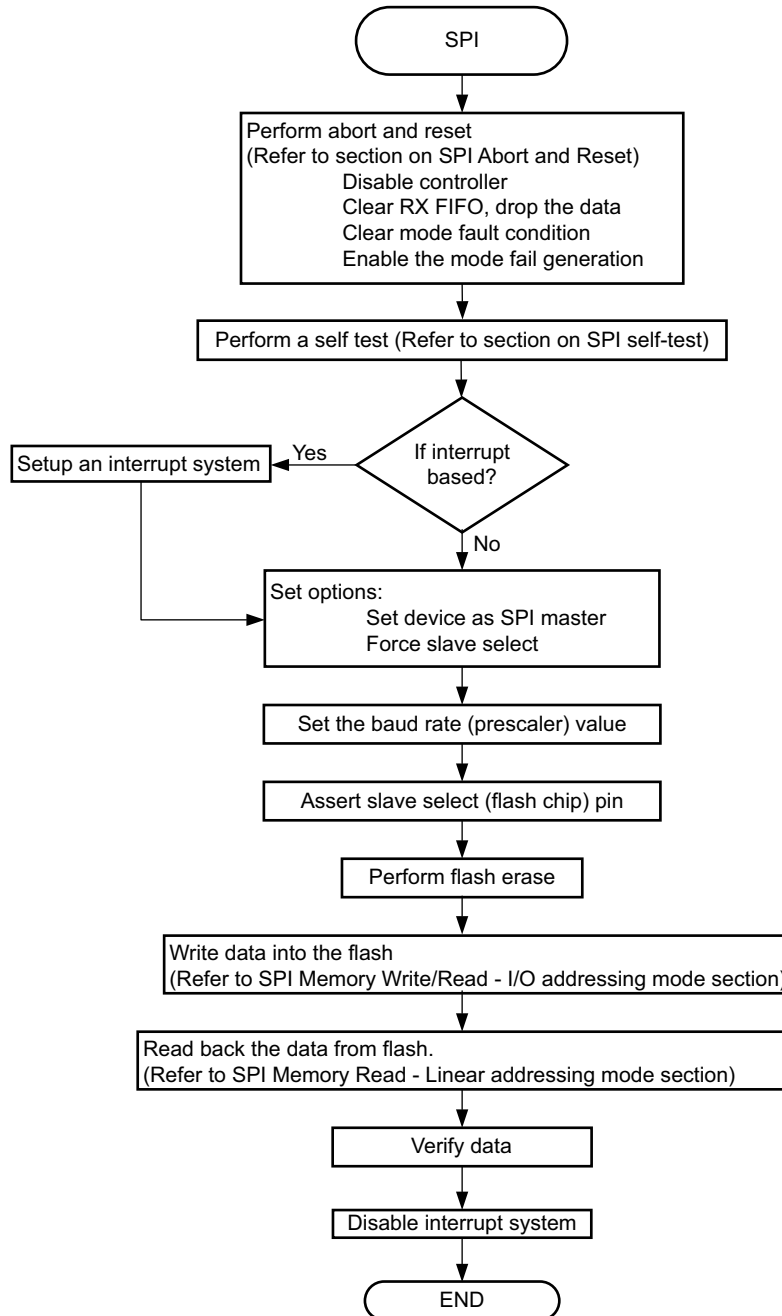 SPI
Perform abort and reset
(Refer to section on SPI Abort and Reset)
Disable controller
Clear RX FIFO, drop the data
Clear mode fault condition
Enable the mode fail generation
Perform a self test (Refer to section on SPI self-test)
If interrupt
based?
Yes
Setup an interrupt system
No
Set options:
Set device as SPI master
Force slave select
Set the baud rate (prescaler) value
Assert slave select (flash chip) pin
Perform flash erase
Write data into the flash
(Refer to SPI Memory Write/Read - I/O addressing mode section)
Read back the data from flash.
(Refer to SPI Memory Read - Linear addressing mode section)
Verify data
Disable interrupt system
END